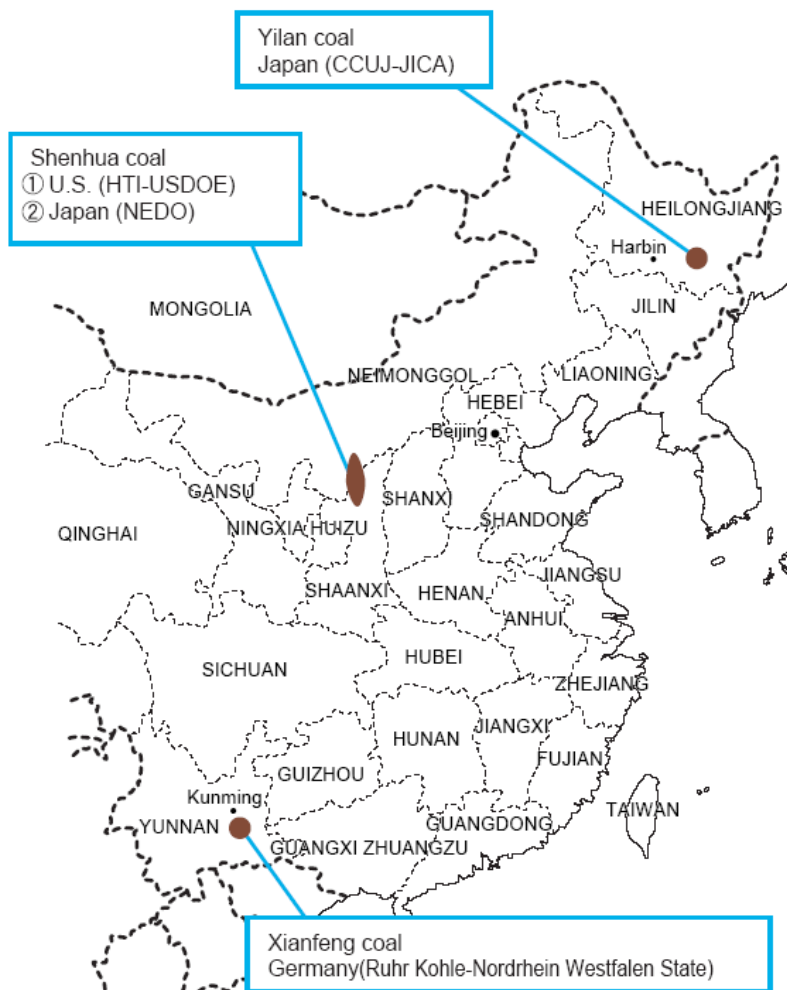 Yilan coal
Japan (CCUJ-JICA)
Shenhua coal
① U.S. (HTI-USDOE)
② Japan (NEDO)
HEILONGJIANG
Harbin
JILIN
MONGOLIA
NEIMONGGOL
LIAONING
HEBEI
Beijing
GANSU
SHANXI
QINGHAI
NINGXIA HUIZU
SHANDONG
SHAANXI
HENAN
JIANGSU
ANHUI
SICHUAN
HUBEI
ZHEJIANG
HUNAN
JIANGXI
FUJIAN
GUIZHOU
Kunming
YUNNAN
GUANGDONG
TAIWAN
GUANGXI ZHUANGZU
Xianfeng coal
Germany(Ruhr Kohle-Nordrhein Westfalen State)